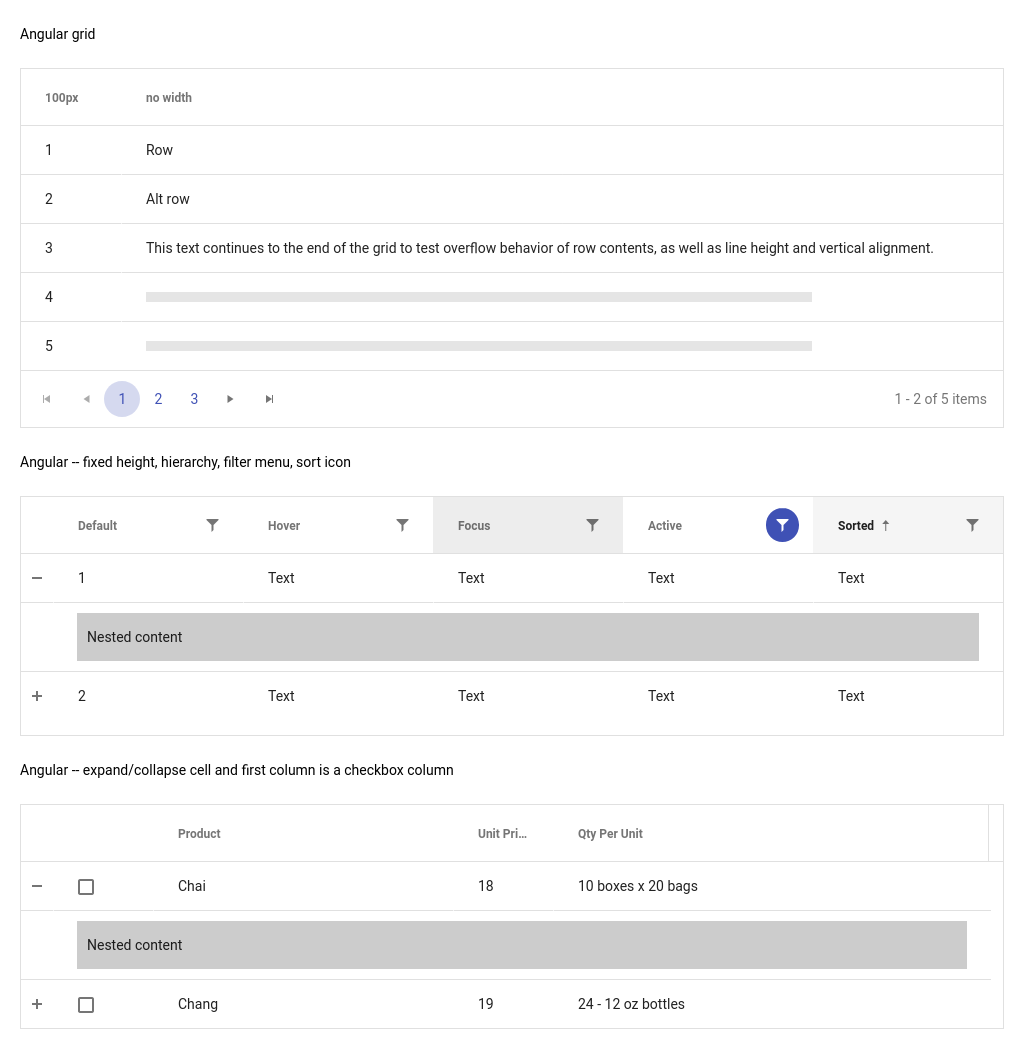 Angular grid
100px no width
1 Row
2 Alt row
3 This text continues to the end of the grid to test overflow behavior of row contents, as well as line height and vertical alignment.
4
5
1 2 3 1 - 2 of 5 items
Angular -- fixed height, hierarchy, filter menu, sort icon
Default Hover Focus Active Sorted
1 Text Text Text Text
Nested content
2 Text Text Text Text
Angular -- expand/collapse cell and first column is a checkbox column
Product Unit Pri... Qty Per Unit
Chai 18 10 boxes x 20 bags
Nested content
Chang 19 24 - 12 oz bottles